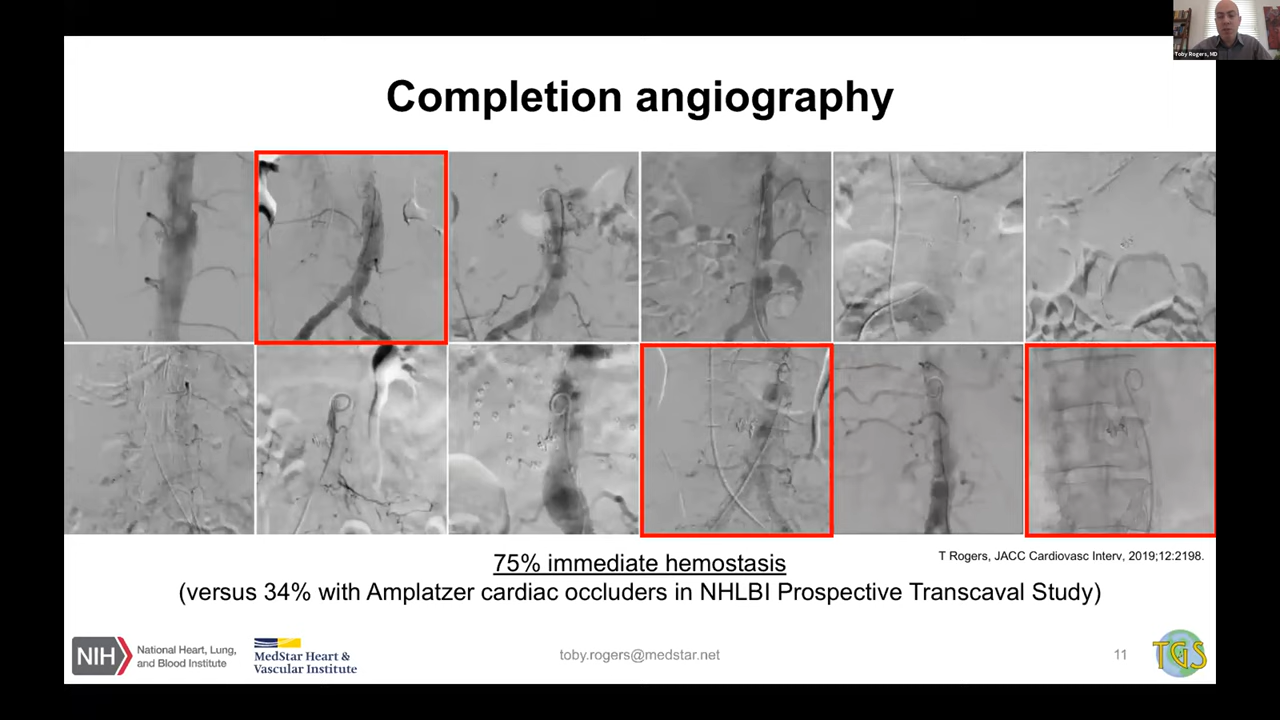 Toby Rogers, MD
Completion angiography
T Rogers, JACC Cardiovasc Interv, 2019;12:2198.
75% immediate hemostasis
(versus 34% with Amplatzer cardiac occluders in NHLBI Prospective Transcaval Study)
NIH
National Heart, Lung,
and Blood Institute
MedStar Heart &
Vascular Institute
toby.rogers@medstar.net
11
TGS